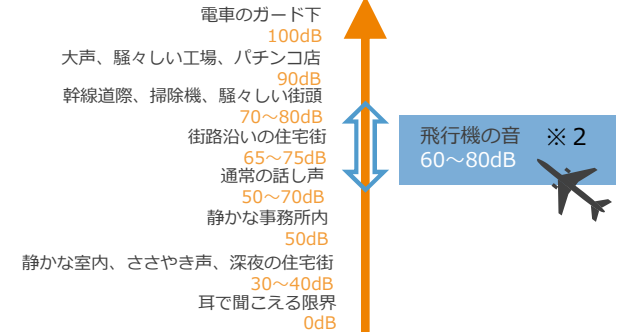 電車のガード下
100dB
大声、騒々しい工場、パチンコ店
90dB
幹線道際、掃除機、騒々しい街頭
70～80dB
街路沿いの住宅街
65～75dB
通常の話し声
50～70dB
静かな事務所内
50dB
静かな室内、ささやき声、深夜の住宅街
30～40dB
耳で聞こえる限界
0dB
飛行機の音 ※2
60～80dB